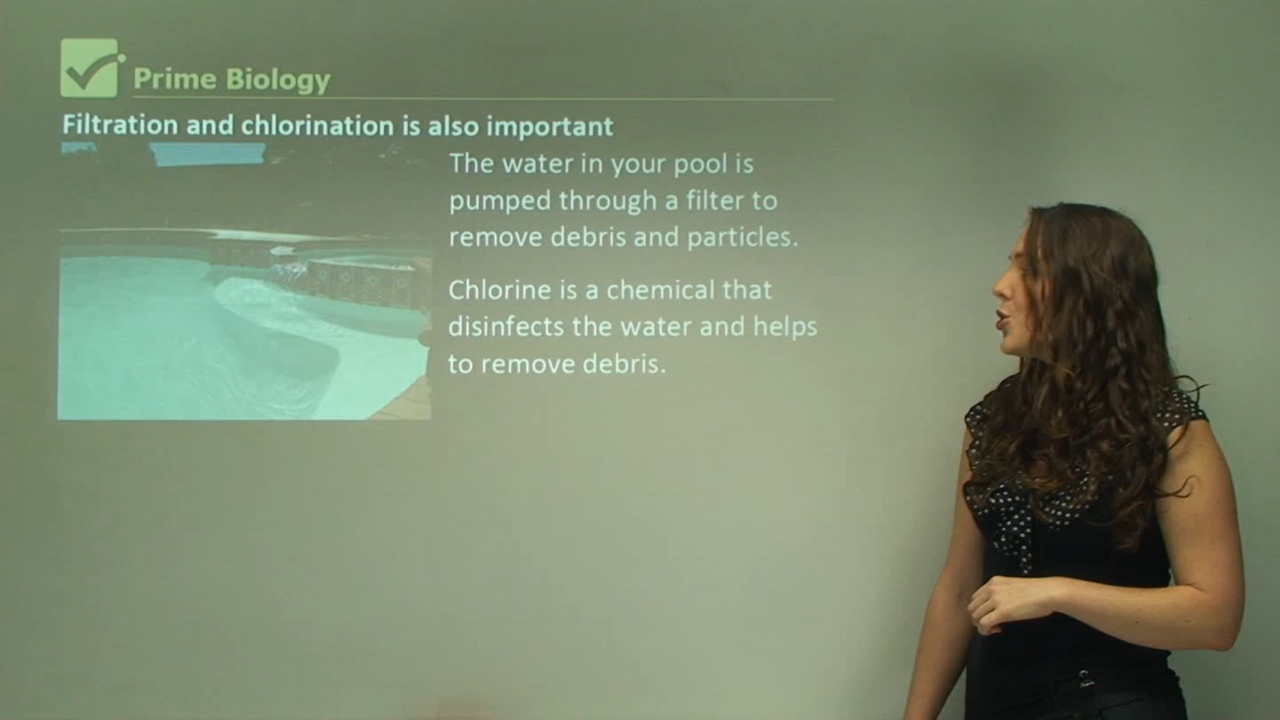 Prime Biology
Filtration and chlorination is also important
The water in your pool is
pumped through a filter to
remove debris and particles.
Chlorine is a chemical that
disinfects the water and helps
to remove debris.